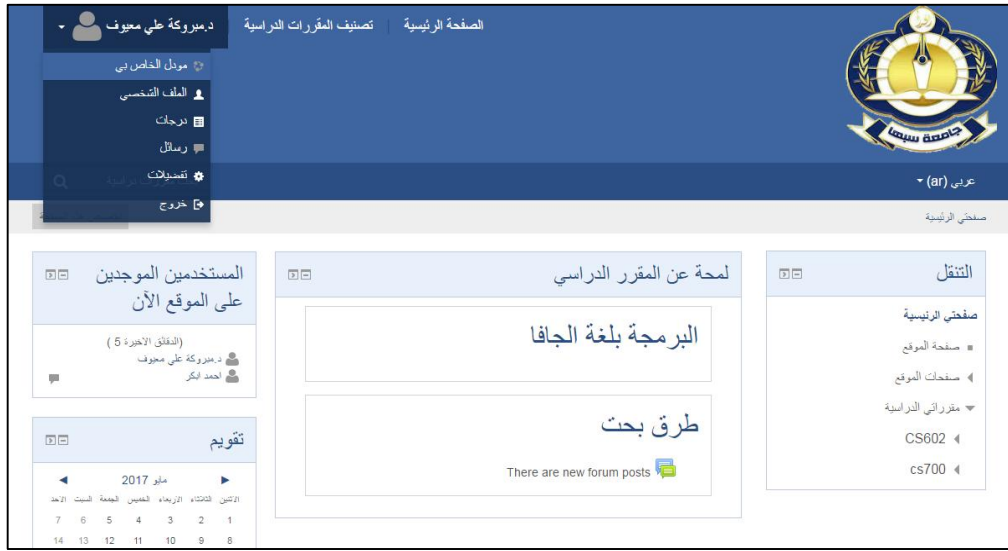 الصفحة الرئيسية
تصنيف المقررات الدراسية
د.مبروكة علي معيوف
مودل الخاص بي
الملف الشخصي
درجات
رسائل
تفضيلات
خروج
جامعة سبها
عربي (ar)
صفحتي الرئيسية
التنقل
صفحتي الرئيسية
صفحة الموقع
صفحات الموقع
مقرراتي الدراسية
CS602
cs700
لمحة عن المقرر الدراسي
البرمجة بلغة الجافا
طرق بحت
There are new forum posts
المستخدمين الموجدين
على الموقع الآن
(الدقائق الاخيرة 5 )
د.مبروكة علي معيوف
احمد ابكر
تقويم
مايو 2017
الاثنين الثلاثاء الاربعاء الخميس الجمعة السبت الاحد
1 2 3 4 5 6 7
8 9 10 11 12 13 14